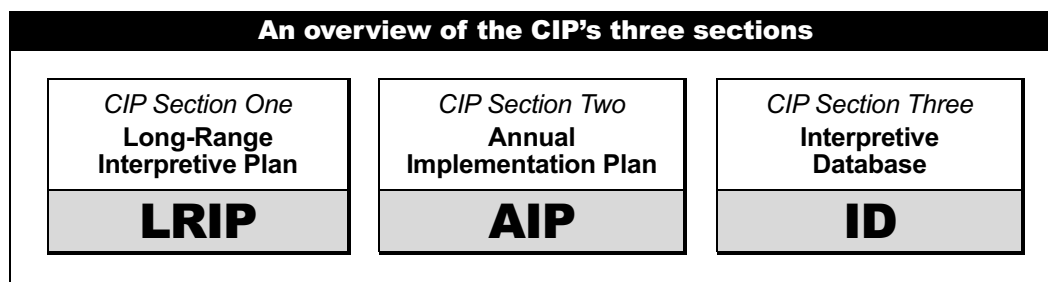 An overview of the CIP’s three sections
CIP Section One
Long-Range
Interpretive Plan
LRIP
CIP Section Two
Annual
Implementation Plan
AIP
CIP Section Three
Interpretive
Database
ID